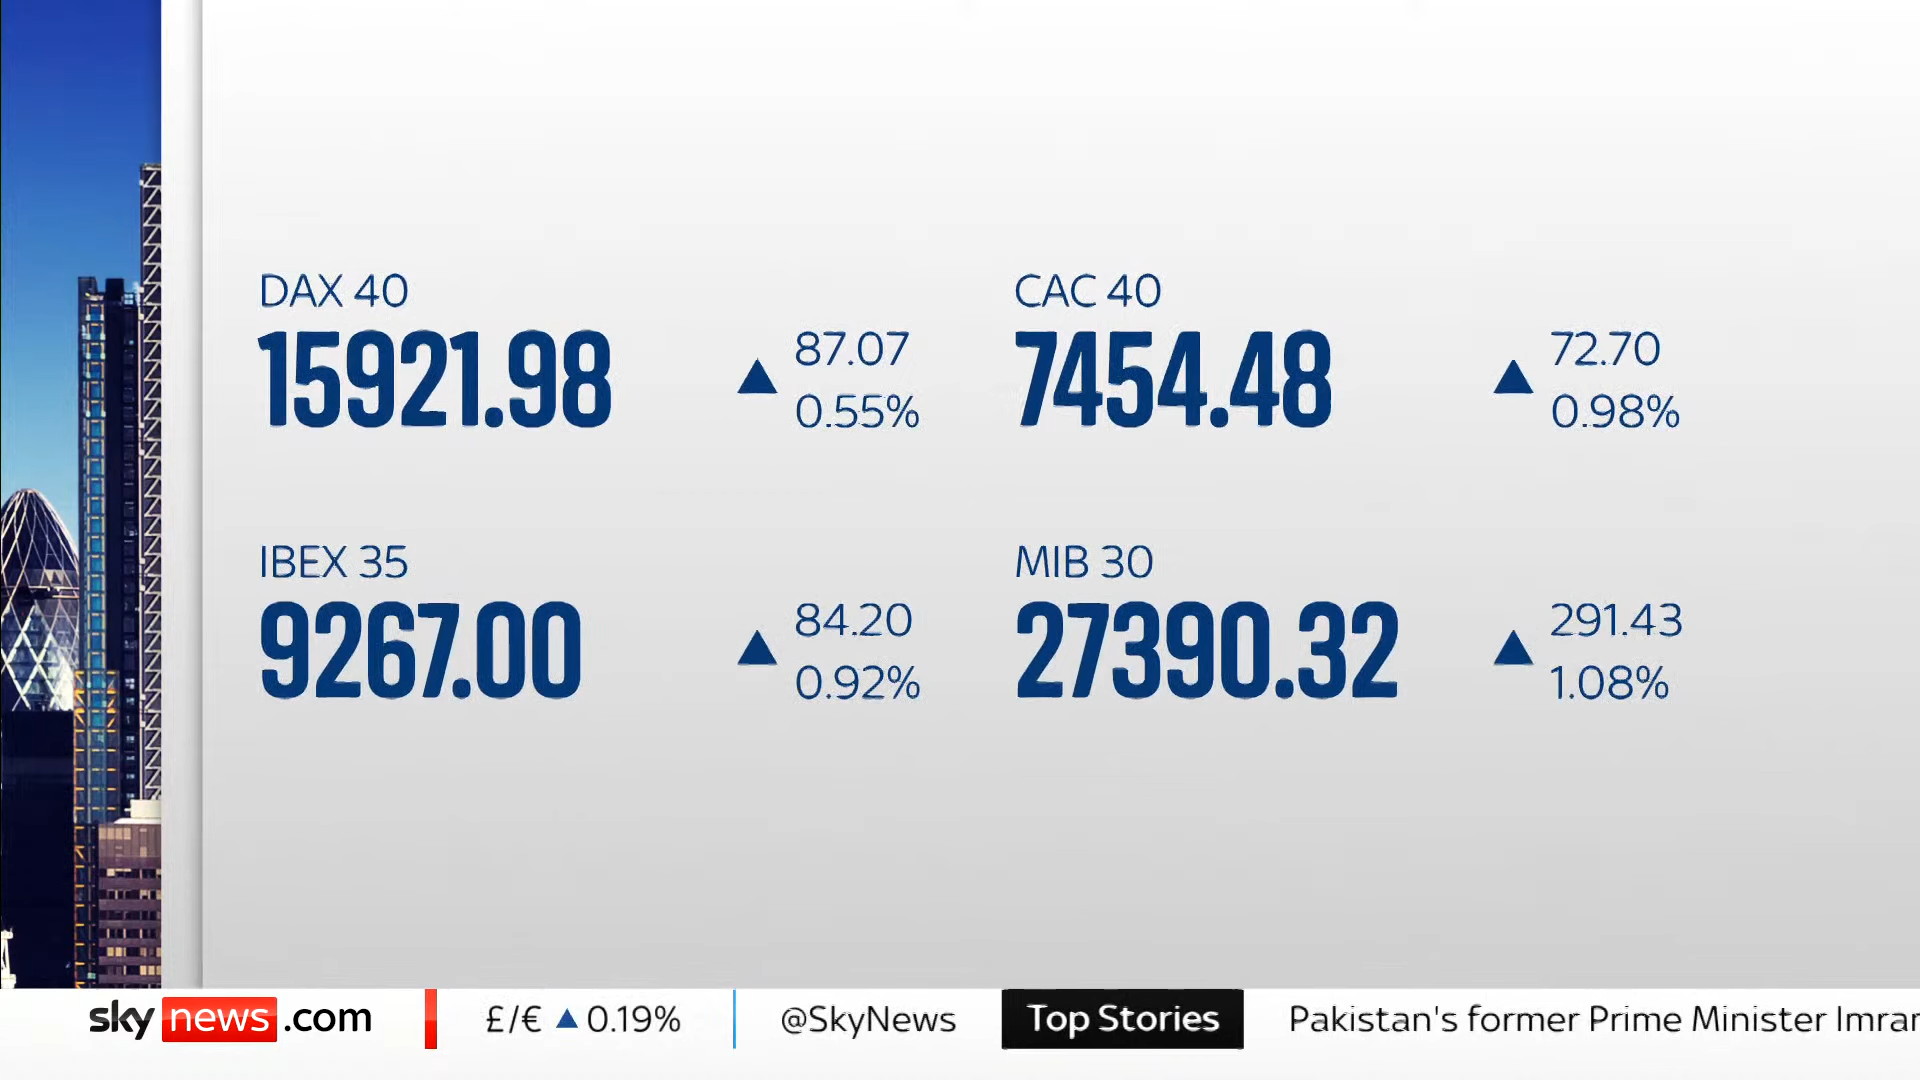 DAX 40
15921.98
▲ 87.07
0.55%
CAC 40
7454.48
▲ 72.70
0.98%
IBEX 35
9267.00
▲ 84.20
0.92%
MIB 30
27390.32
▲ 291.43
1.08%
sky news .com
£/€ ▲ 0.19%
@SkyNews
Top Stories
Pakistan's former Prime Minister Imran